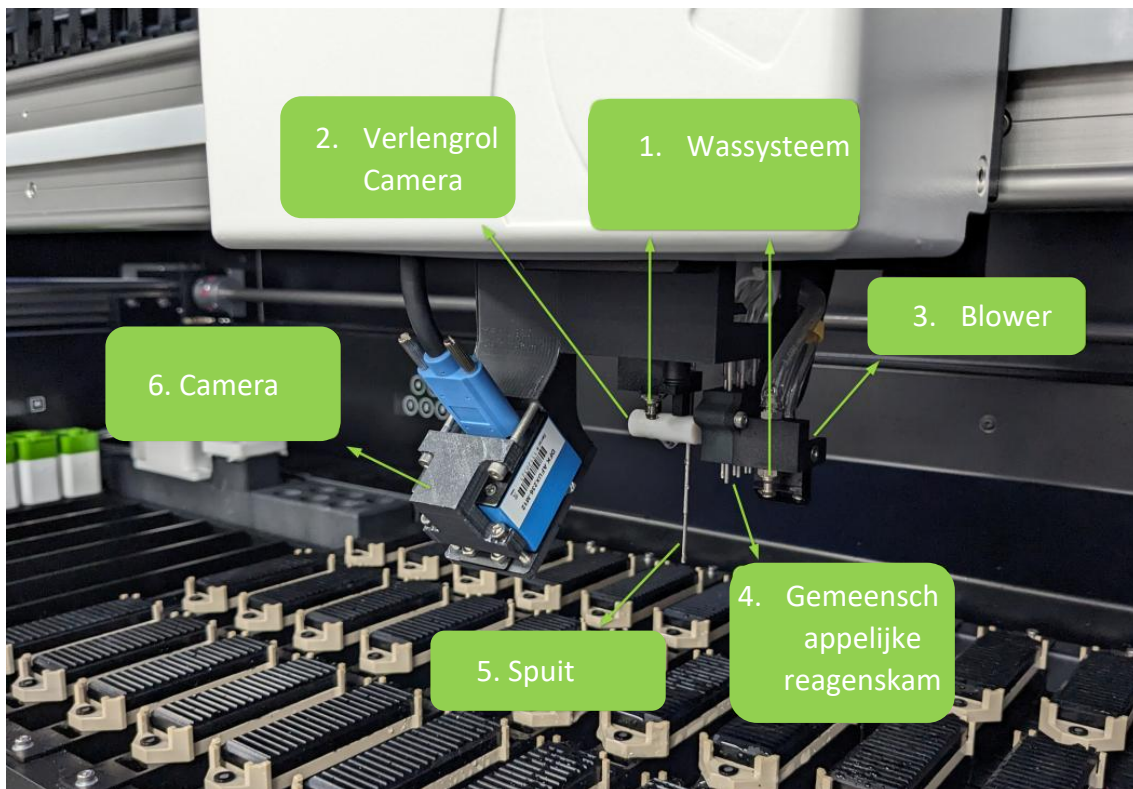 2. Verlengrol
Camera
1. Wassysteem
3. Blower
6. Camera
4. Gemeensch
appelijke
reagenskam
5. Spuit